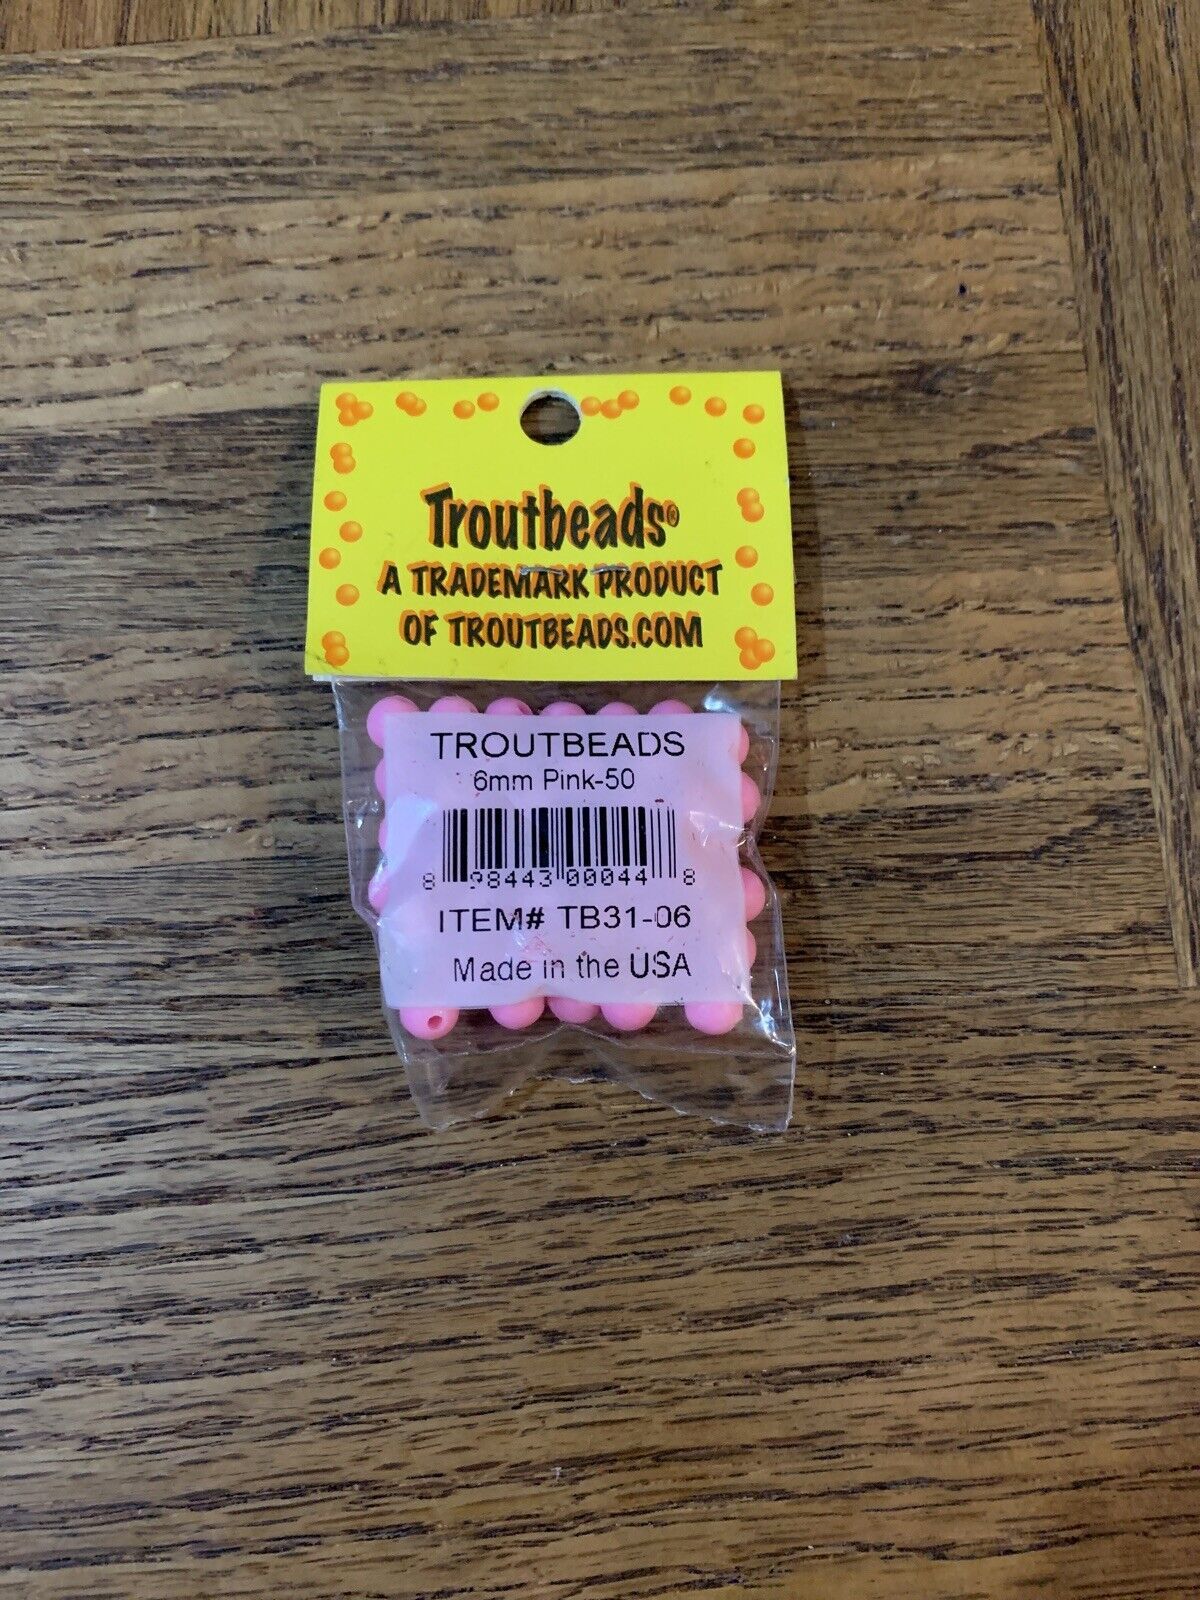 Troutbeads®
A TRADEMARK PRODUCT
OF TROUTBEADS.COM
TROUTBEADS
6mm Pink-50
8 98443 00044 8
ITEM# TB31-06
Made in the USA